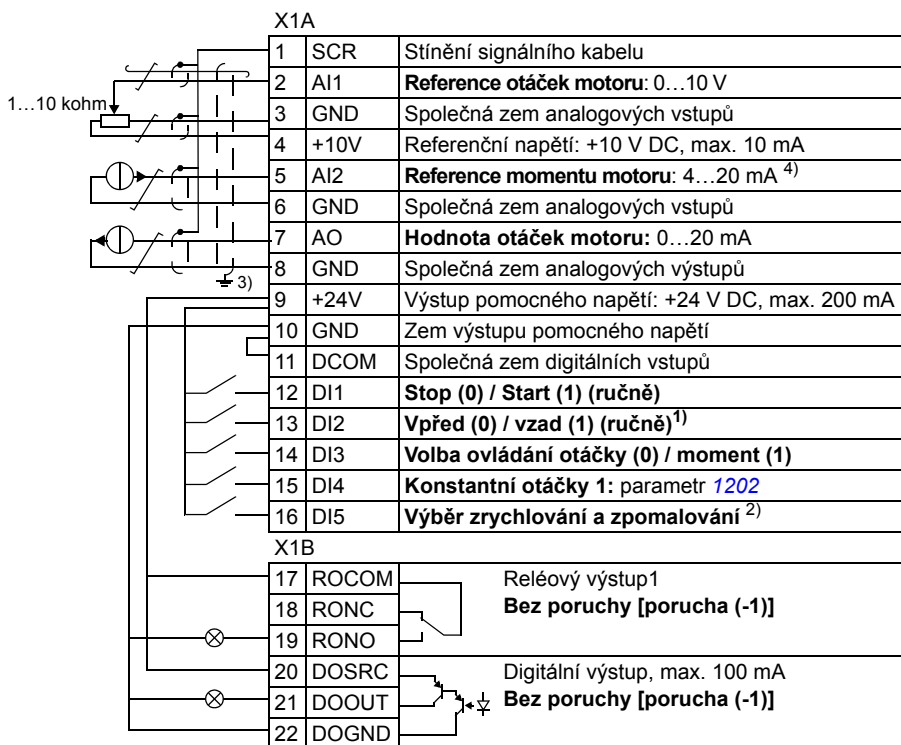 X1A
1 SCR Stínění signálního kabelu
2 AI1 Reference otáček motoru: 0…10 V
1…10 kohm
3 GND Společná zem analogových vstupů
4 +10V Referenční napětí: +10 V DC, max. 10 mA
5 AI2 Reference momentu motoru: 4…20 mA 4)
6 GND Společná zem analogových vstupů
7 AO Hodnota otáček motoru: 0…20 mA
8 GND Společná zem analogových výstupů
3)
9 +24V Výstup pomocného napětí: +24 V DC, max. 200 mA
10 GND Zem výstupu pomocného napětí
11 DCOM Společná zem digitálních vstupů
12 DI1 Stop (0) / Start (1) (ručně)
13 DI2 Vpřed (0) / vzad (1) (ručně)1)
14 DI3 Volba ovládání otáčky (0) / moment (1)
15 DI4 Konstantní otáčky 1: parametr 1202
16 DI5 Výběr zrychlování a zpomalování 2)
X1B
17 ROCOM Reléový výstup1
18 RONC Bez poruchy [porucha (-1)]
19 RONO
20 DOSRC Digitální výstup, max. 100 mA
21 DOOUT Bez poruchy [porucha (-1)]
22 DOGND